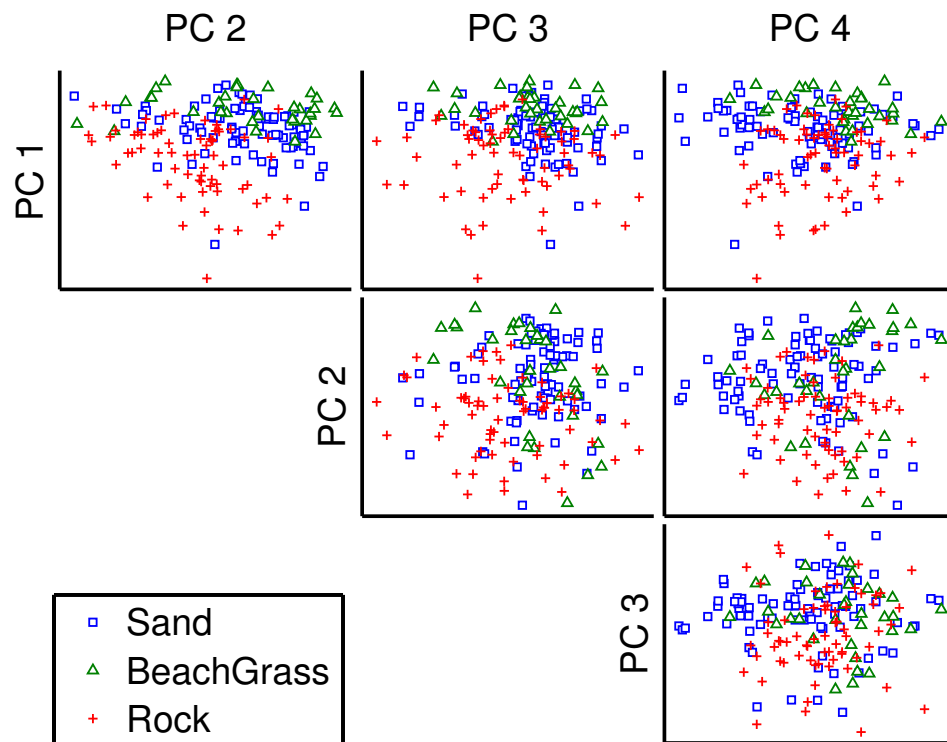 PC 2 PC 3 PC 4
PC 1
PC 2
PC 3
Sand
BeachGrass
Rock